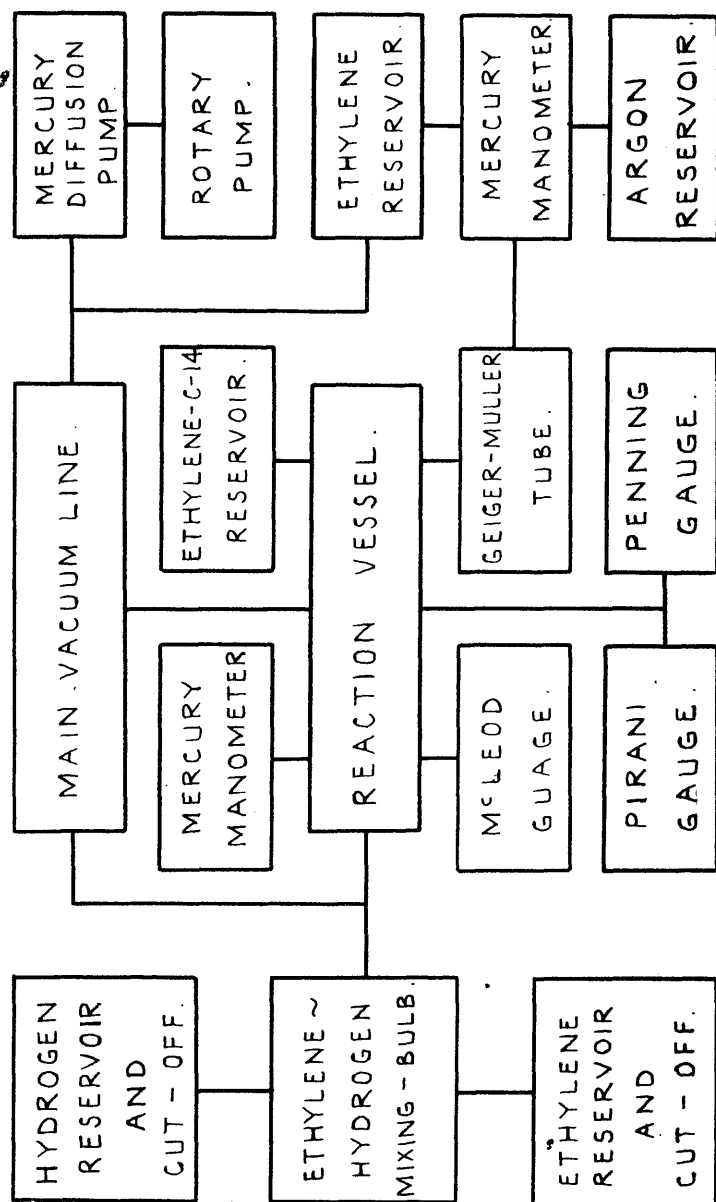 HYDROGEN
RESERVOIR
AND
CUT-OFF.
MAIN VACUUM LINE.
MERCURY
DIFFUSION
PUMP.
MERCURY
MANOMETER
ETHYLENE-C-14
RESERVOIR.
ROTARY
PUMP.
ETHYLENE ~
HYDROGEN
MIXING-BULB.
REACTION VESSEL.
ETHYLENE
RESERVOIR.
McLEOD
GUAGE.
GEIGER-MULLER
TUBE.
MERCURY
MANOMETER.
ETHYLENE
RESERVOIR
AND
CUT-OFF.
PIRANI
GAUGE.
PENNING
GAUGE.
ARGON
RESERVOIR.